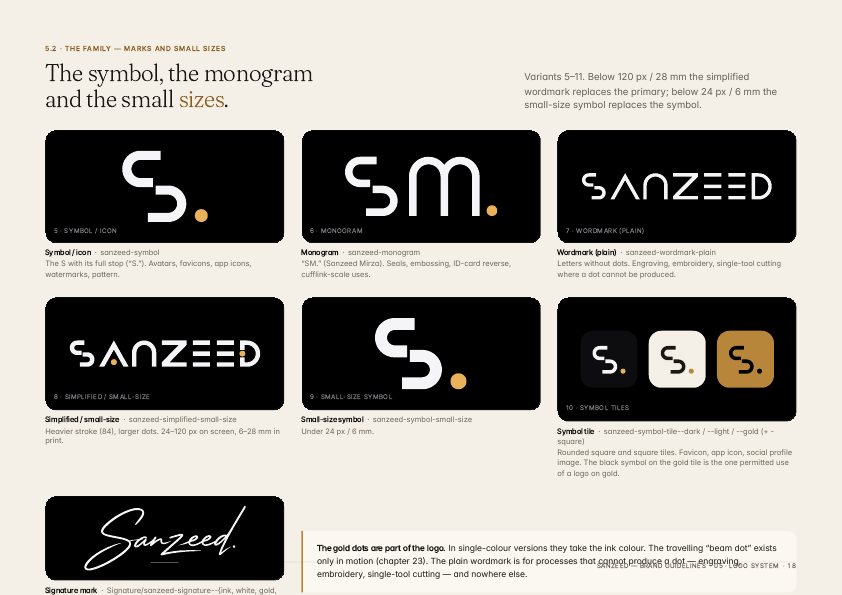 5.2 · THE FAMILY — MARKS AND SMALL SIZES
The symbol, the monogram
and the small sizes.
Variants 5–11. Below 120 px / 28 mm the simplified
wordmark replaces the primary; below 24 px / 6 mm the
small-size symbol replaces the symbol.
S.
5 · SYMBOL / ICON
SM.
6 · MONOGRAM
SANZEED
7 · WORDMARK (PLAIN)
Symbol / icon · sanzeed-symbol
The S with its full stop (“S.”). Avatars, favicons, app icons,
watermarks, pattern.
Monogram · sanzeed-monogram
“SM.” (Sanzeed Mirza). Seals, embossing, ID-card reverse,
cufflink-scale uses.
Wordmark (plain) · sanzeed-wordmark-plain
Letters without dots. Engraving, embroidery, single-tool cutting
where a dot cannot be produced.
SANZEED
8 · SIMPLIFIED / SMALL-SIZE
S.
9 · SMALL-SIZE SYMBOL
S. S. S.
10 · SYMBOL TILES
Simplified / small-size · sanzeed-simplified-small-size
Heavier stroke (84), larger dots. 24–120 px on screen, 6–28 mm in
print.
Small-size symbol · sanzeed-symbol-small-size
Under 24 px / 6 mm.
Symbol tile · sanzeed-symbol-tile--dark / --light / --gold (+ -
square)
Rounded square and square tiles. Favicon, app icon, social profile
image. The black symbol on the gold tile is the one permitted use
of a logo on gold.
Sanzeed.
Signature mark · Signature/sanzeed-signature--{ink, white, gold,
The gold dots are part of the logo. In single-colour versions they take the ink colour. The travelling “beam dot” exists
only in motion (chapter 23). The plain wordmark is for processes that cannot produce a dot — engraving,
embroidery, single-tool cutting — and nowhere else.
SANZEED — BRAND GUIDELINES · 05 · LOGO SYSTEM · 18